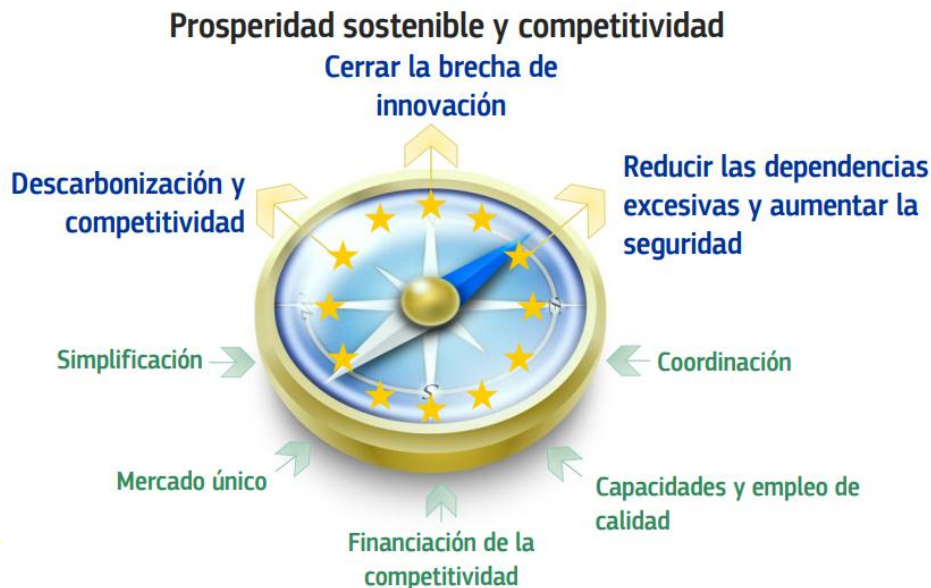 Prosperidad sostenible y competitividad
Cerrar la brecha de
innovación
Descarbonización y
competitividad
Reducir las dependencias
excesivas y aumentar la
seguridad
Simplificación
Coordinación
Mercado único
Capacidades y empleo de
calidad
Financiación de la
competitividad
S